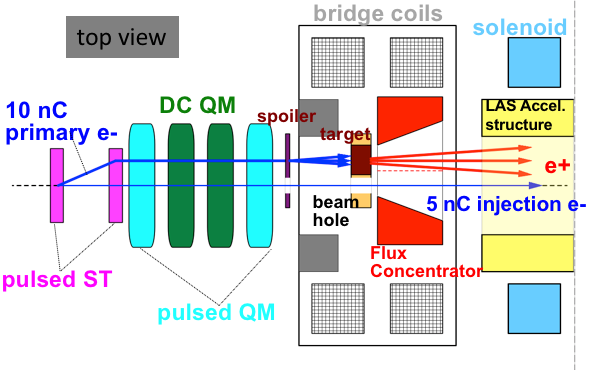 bridge coils
top view
solenoid
10 nC
primary e-
DC QM
spoiler
target
LAS Accel.
structure
e+
beam
hole
5 nC injection e-
Flux
Concentrator
pulsed ST
pulsed QM